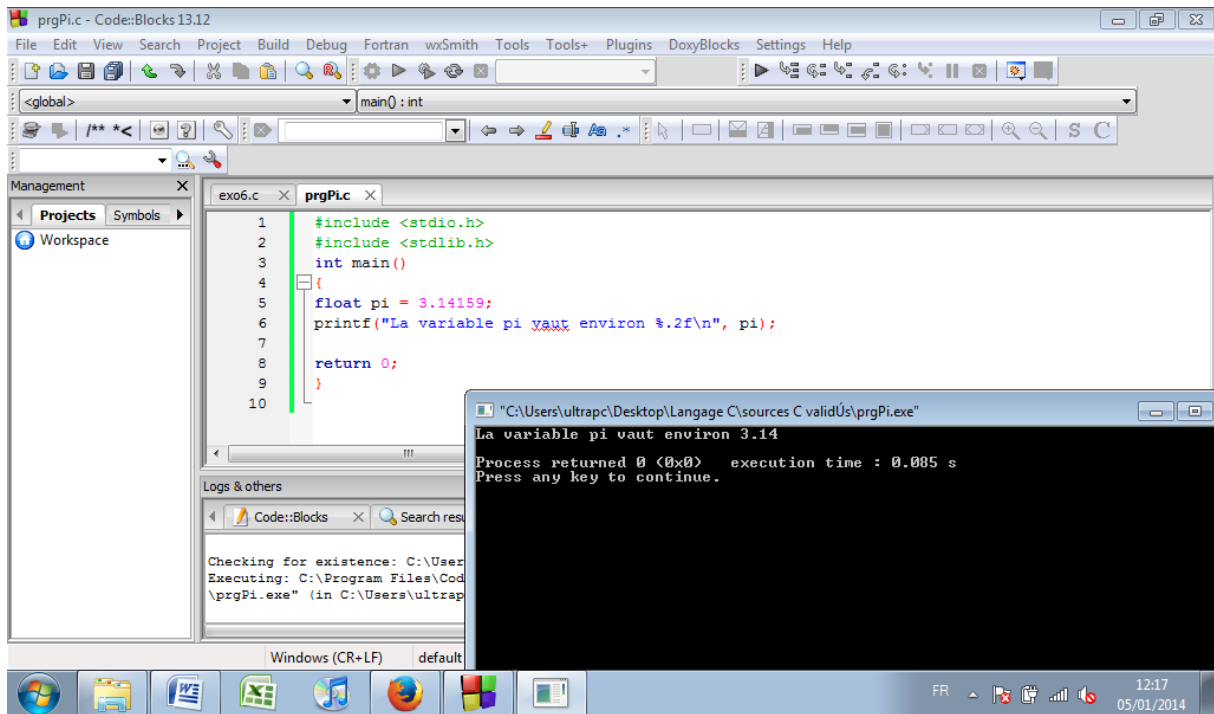 prgPi.c - Code::Blocks 13.12
File Edit View Search Project Build Debug Fortran wxSmith Tools Tools+ Plugins DoxyBlocks Settings Help
<global> main() : int
/** *< S C
Management
Projects Symbols
Workspace
exo6.c prgPi.c
1 #include <stdio.h>
2 #include <stdlib.h>
3 int main()
4 {
5 float pi = 3.14159;
6 printf("La variable pi vaut environ %.2f\n", pi);
7
8 return 0;
9 }
10
"C:\Users\ultrapc\Desktop\Langage C\sources C validÚs\prgPi.exe"
La variable pi vaut environ 3.14
Process returned 0 (0x0) execution time : 0.085 s
Press any key to continue.
Logs & others
Code::Blocks Search resu
Checking for existence: C:\User
Executing: C:\Program Files\Cod
\prgPi.exe" (in C:\Users\ultrap
Windows (CR+LF) default
FR 12:17
05/01/2014